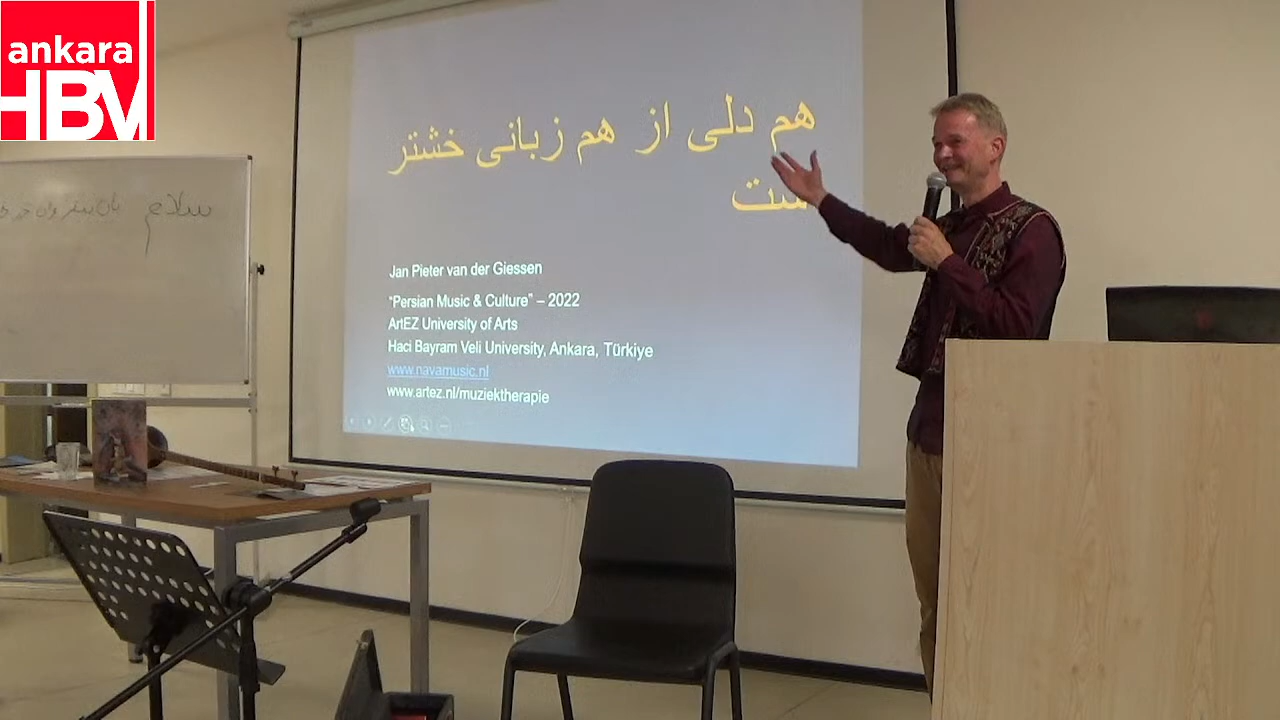 ankara
HBV
سلام
هم دلی از هم زبانی خشتر
ست
Jan Pieter van der Giessen
“Persian Music & Culture” – 2022
ArtEZ University of Arts
Haci Bayram Veli University, Ankara, Türkiye
www.navamusic.nl
www.artez.nl/muziektherapie